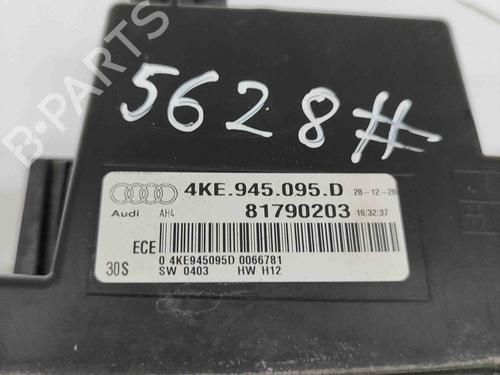 5628#
B-PARTS
4KE.945.095.D 28-12-20
Audi AH4 81790203 16:32:37
ECE
0 4KE945095D 0066781
30S SW 0403 HW H12